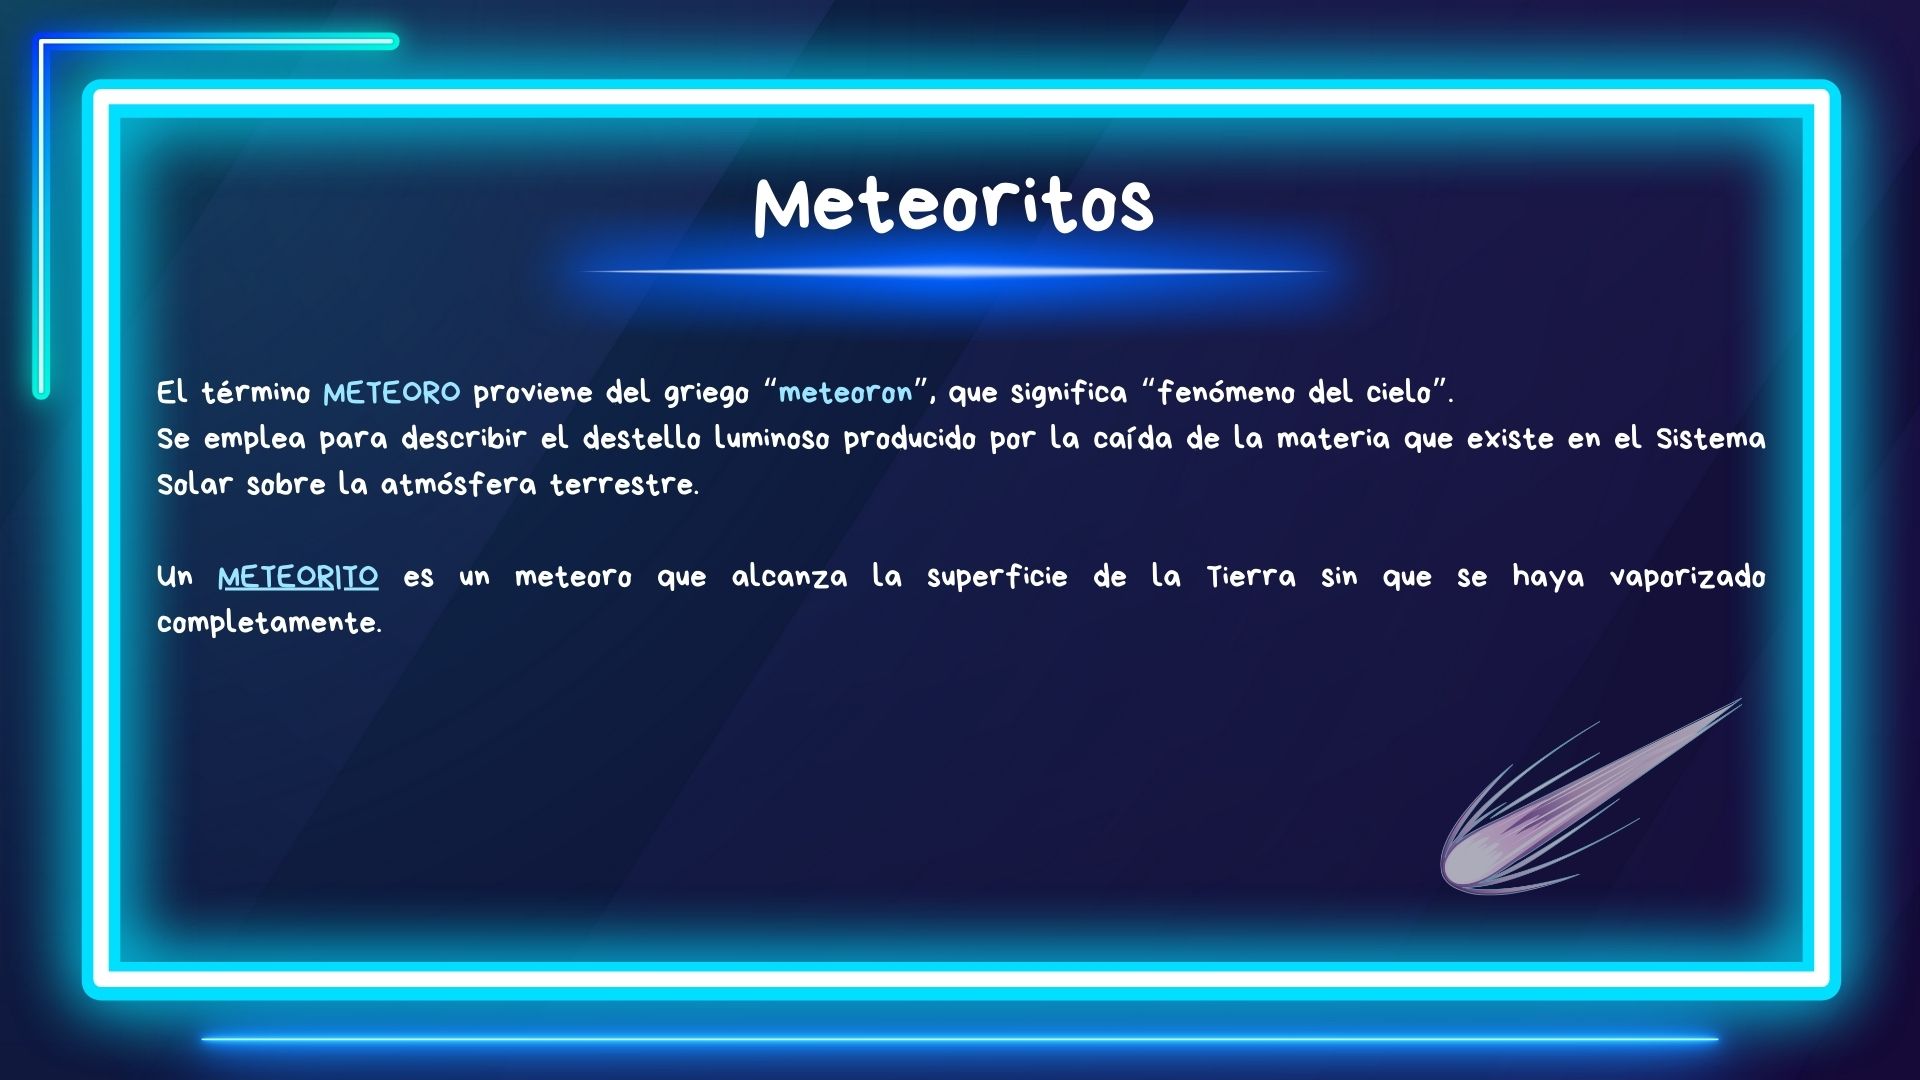 Meteoritos
El término METEORO proviene del griego “meteoron”, que significa “fenómeno del cielo”.
Se emplea para describir el destello luminoso producido por la caída de la materia que existe en el Sistema
Solar sobre la atmósfera terrestre.
Un METEORITO es un meteoro que alcanza la superficie de la Tierra sin que se haya vaporizado
completamente.